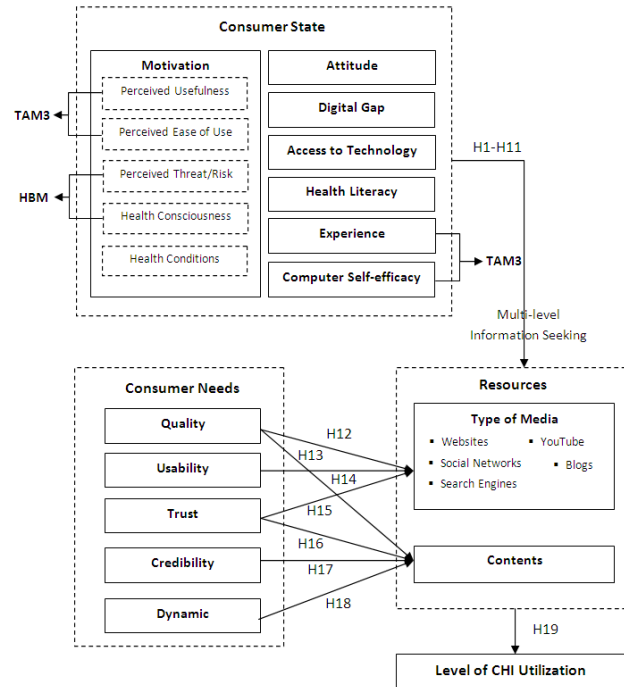 Consumer State
Motivation
Perceived Usefulness
Perceived Ease of Use
Perceived Threat/Risk
Health Consciousness
Health Conditions
TAM3
HBM
Attitude
Digital Gap
Access to Technology
Health Literacy
Experience
Computer Self-efficacy
TAM3
H1-H11
Multi-level
Information Seeking
Consumer Needs
Quality
Usability
Trust
Credibility
Dynamic
H12
H13
H14
H15
H16
H17
H18
Resources
Type of Media
▪ Websites
▪ YouTube
▪ Social Networks
▪ Blogs
▪ Search Engines
Contents
H19
Level of CHI Utilization